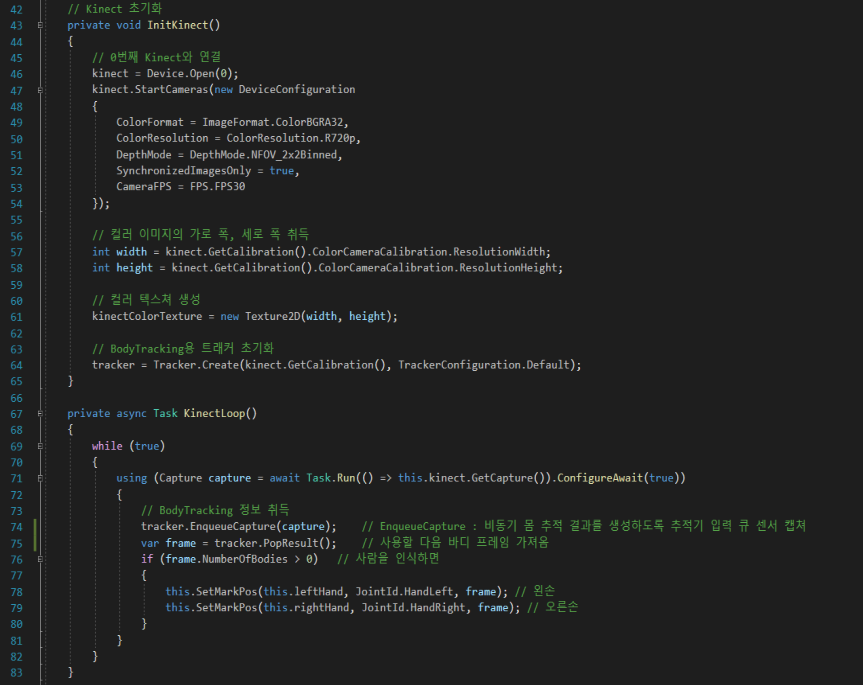 42 // Kinect 초기화
43 private void InitKinect()
44 {
45 // 0번째 Kinect와 연결
46 kinect = Device.Open(0);
47 kinect.StartCameras(new DeviceConfiguration
48 {
49 ColorFormat = ImageFormat.ColorBGRA32,
50 ColorResolution = ColorResolution.R720p,
51 DepthMode = DepthMode.NFOV_2x2Binned,
52 SynchronizedImagesOnly = true,
53 CameraFPS = FPS.FPS30
54 });
55
56 // 컬러 이미지의 가로 폭, 세로 폭 취득
57 int width = kinect.GetCalibration().ColorCameraCalibration.ResolutionWidth;
58 int height = kinect.GetCalibration().ColorCameraCalibration.ResolutionHeight;
59
60 // 컬러 텍스쳐 생성
61 kinectColorTexture = new Texture2D(width, height);
62
63 // BodyTracking용 트래커 초기화
64 tracker = Tracker.Create(kinect.GetCalibration(), TrackerConfiguration.Default);
65 }
66
67 private async Task KinectLoop()
68 {
69 while (true)
70 {
71 using (Capture capture = await Task.Run(() => this.kinect.GetCapture()).ConfigureAwait(true))
72 {
73 // BodyTracking 정보 취득
74 tracker.EnqueueCapture(capture); // EnqueueCapture : 비동기 몸 추적 결과를 생성하도록 추적기 입력 큐 센서 캡쳐
75 var frame = tracker.PopResult(); // 사용할 다음 바디 프레임 가져옴
76 if (frame.NumberOfBodies > 0) // 사람을 인식하면
77 {
78 this.SetMarkPos(this.leftHand, JointId.HandLeft, frame); // 왼손
79 this.SetMarkPos(this.rightHand, JointId.HandRight, frame); // 오른손
80 }
81 }
82 }
83 }